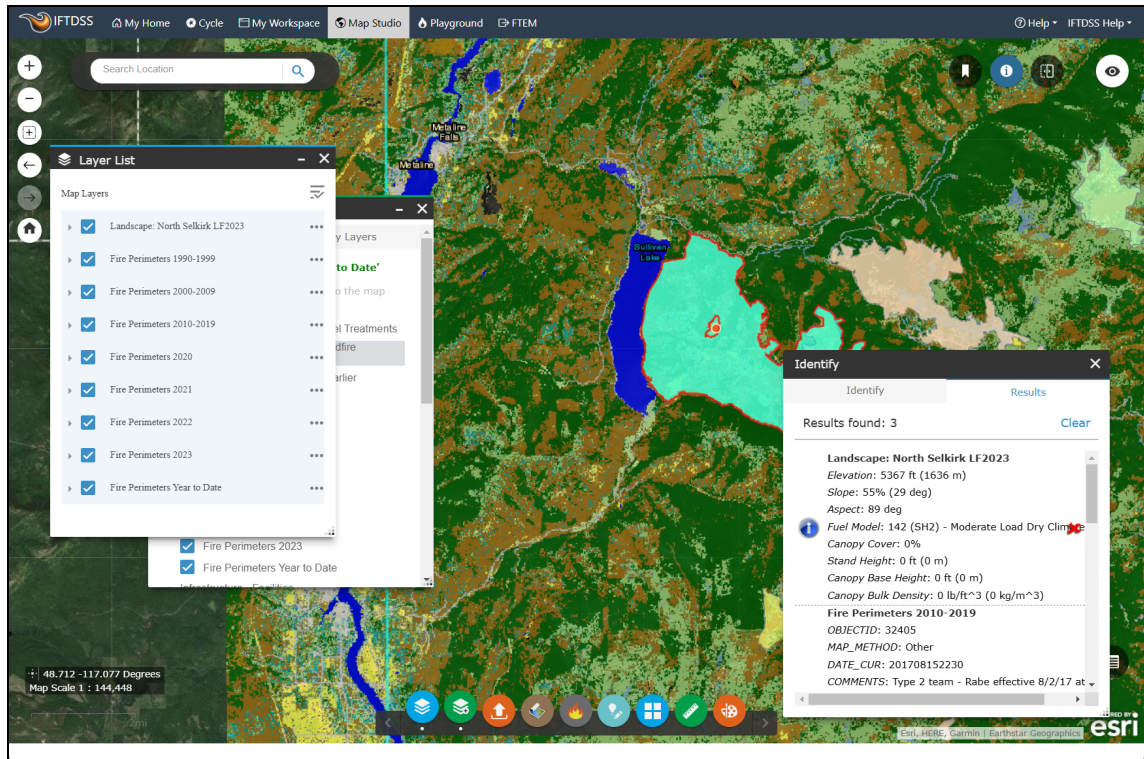 IFTDSS My Home Cycle My Workspace Map Studio Playground FTEM Help IFTDSS Help
Search Location
Metaline Falls
Metaline
Sullivan Lake
Layer List
Map Layers
Landscape: North Selkirk LF2023
Fire Perimeters 1990-1999
Fire Perimeters 2000-2009
Fire Perimeters 2010-2019
Fire Perimeters 2020
Fire Perimeters 2021
Fire Perimeters 2022
Fire Perimeters 2023
Fire Perimeters Year to Date
y Layers
to Date'
o the map
el Treatments
dfire
arlier
Fire Perimeters 2023
Fire Perimeters Year to Date
Identify
Identify Results
Results found: 3 Clear
Landscape: North Selkirk LF2023
Elevation: 5367 ft (1636 m)
Slope: 55% (29 deg)
Aspect: 89 deg
Fuel Model: 142 (SH2) - Moderate Load Dry Clim
Canopy Cover: 0%
Stand Height: 0 ft (0 m)
Canopy Base Height: 0 ft (0 m)
Canopy Bulk Density: 0 lb/ft^3 (0 kg/m^3)
Fire Perimeters 2010-2019
OBJECTID: 32405
MAP_METHOD: Other
DATE_CUR: 201708152230
COMMENTS: Type 2 team - Rabe effective 8/2/17 at
48.712 -117.077 Degrees
Map Scale 1 : 144,448
Esri, HERE, Garmin | Earthstar Geographics
esri